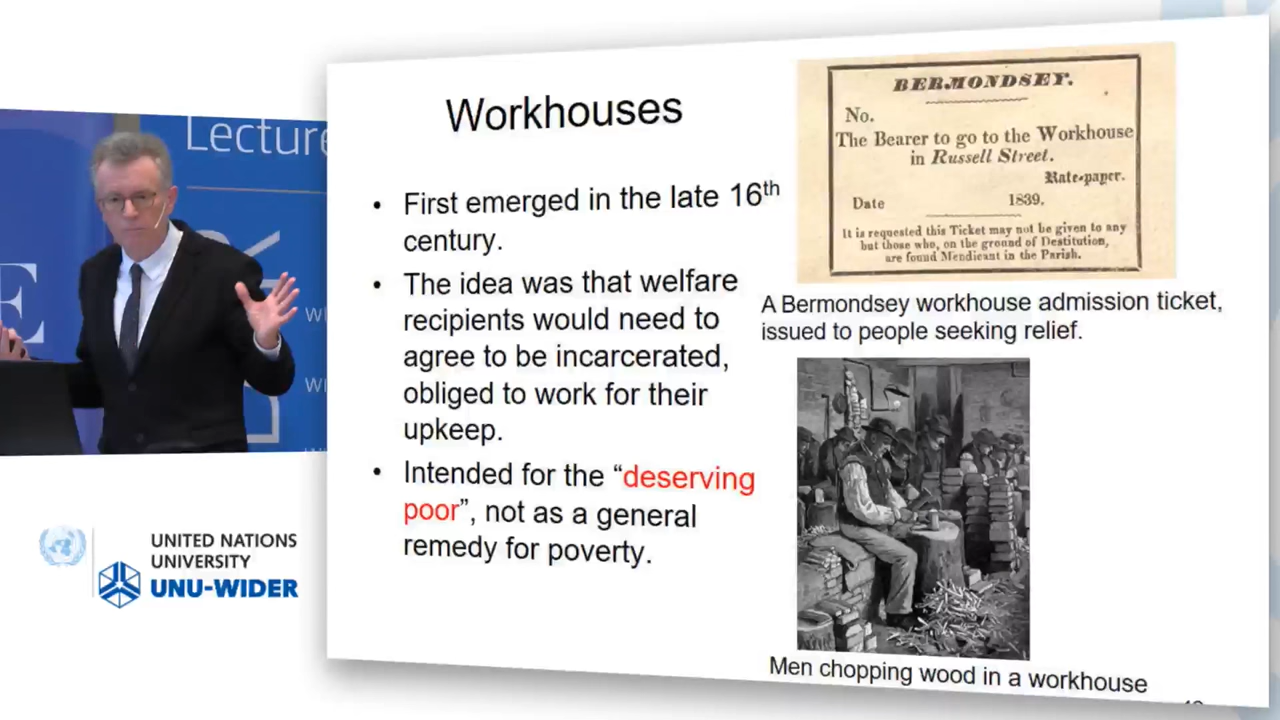 Lecture
E
UNITED NATIONS
UNIVERSITY
UNU-WIDER
Workhouses
• First emerged in the late 16th
century.
• The idea was that welfare
recipients would need to
agree to be incarcerated,
obliged to work for their
upkeep.
• Intended for the “deserving
poor”, not as a general
remedy for poverty.
BERMONDSEY.
No.
The Bearer to go to the Workhouse
in Russell Street.
Rate-payer.
Date 1839.
It is requested this Ticket may not be given to any
but those who, on the ground of Destitution,
are found Mendicant in the Parish.
A Bermondsey workhouse admission ticket,
issued to people seeking relief.
Men chopping wood in a workhouse